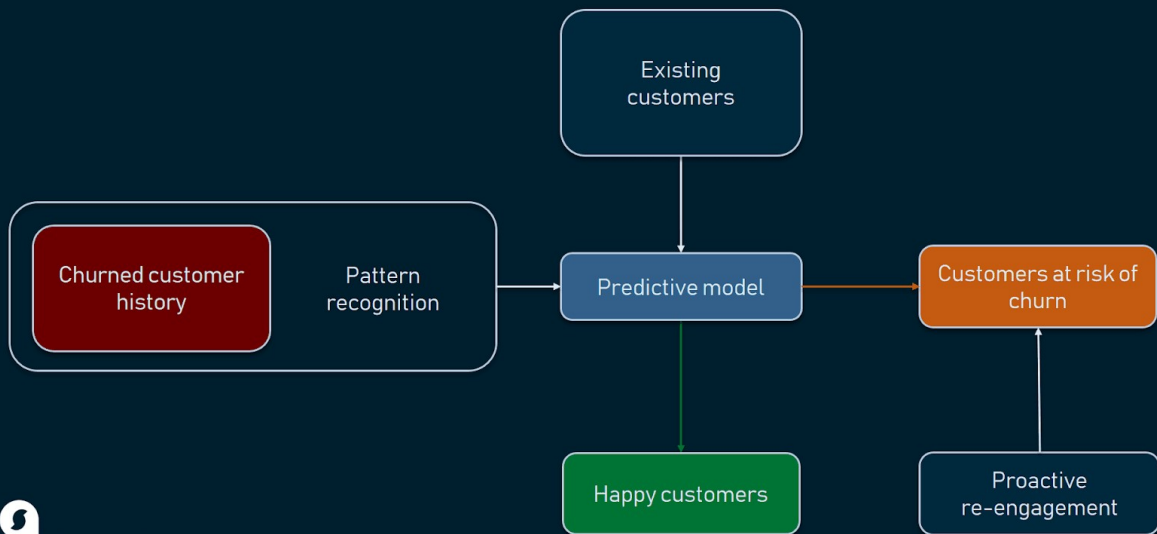 Existing
customers
Churned customer
history
Pattern
recognition
Predictive model
Customers at risk of
churn
Happy customers
Proactive
re-engagement